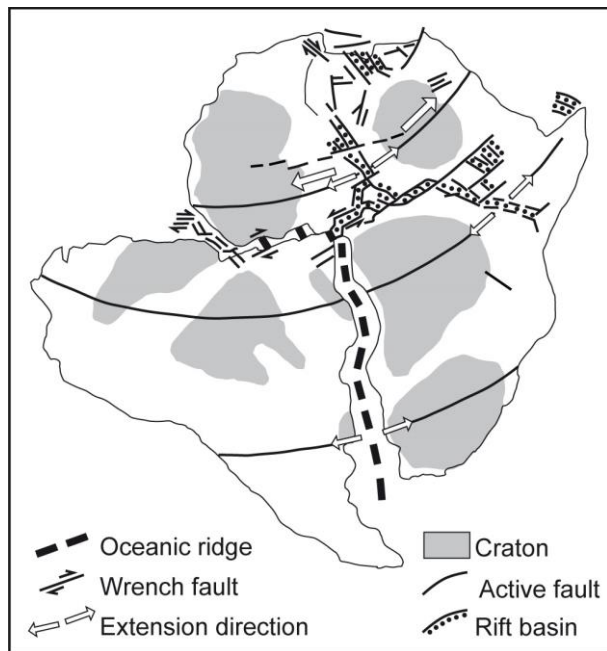 Oceanic ridge
Wrench fault
Extension direction
Craton
Active fault
Rift basin